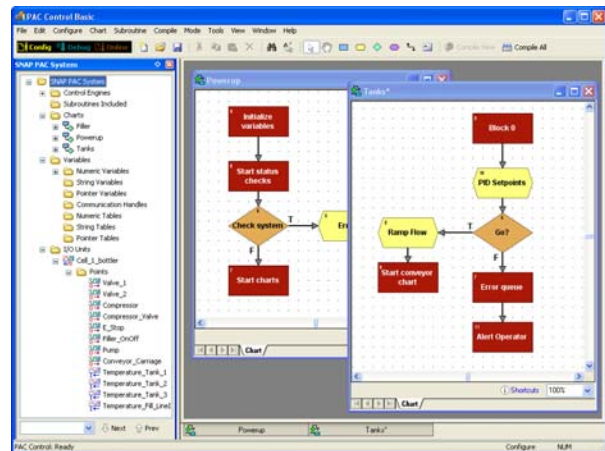 PAC Control Basic
File Edit Configure Chart Subroutine Compile Mode Tools View Window Help
Config Debug Online Compile View Compile All
SNAP PAC System
SNAP PAC System
Control Engines
Subroutines Included
Charts
Filler
Powerup
Tanks
Variables
Numeric Variables
String Variables
Pointer Variables
Communication Handles
Numeric Tables
String Tables
Pointer Tables
I/O Units
Cell_1_bottler
Points
Valve_1
Valve_2
Compressor
Compressor_Valve
E_Stop
Filler_OnOff
Pump
Conveyor_Carriage
Temperature_Tank_1
Temperature_Tank_2
Temperature_Tank_3
Temperature_Fill_Line
Next Prev
Powerup
Initialize
variables
Start status
checks
Check system
T
F
Start charts
Chart
Tanks*
Block 0
PID Setpoints
Go?
T
F
Ramp Flow
Start conveyor
chart
Error queue
Alert Operator
Shortcuts 100%
Chart
Powerup Tanks*
PAC Control: Ready Configure NUM